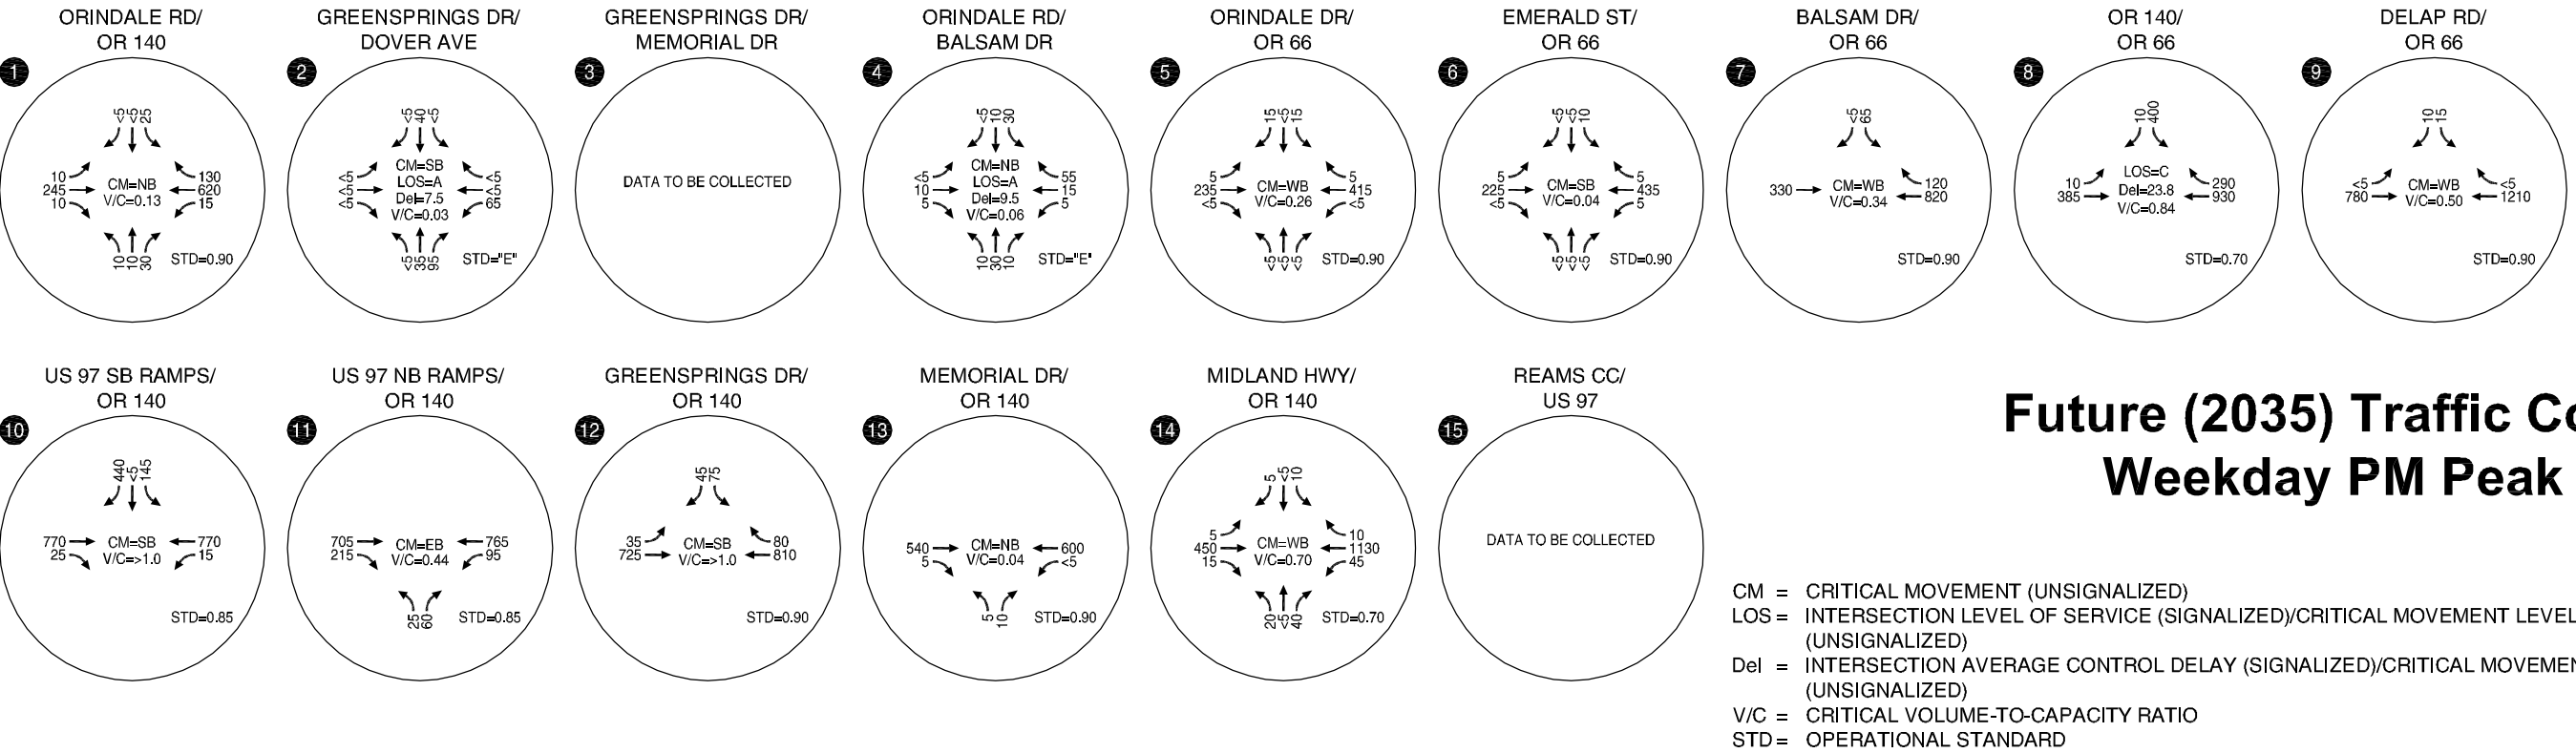 ORINDALE RD/
OR 140
1
<5
<5
25
10
245
10
CM=NB
V/C=0.13
130
620
15
10
10
30
STD=0.90
GREENSPRINGS DR/
DOVER AVE
2
<5
40
<5
<5
<5
<5
CM=SB
LOS=A
Del=7.5
V/C=0.03
<5
<5
65
<5
35
95
STD="E"
GREENSPRINGS DR/
MEMORIAL DR
3
DATA TO BE COLLECTED
ORINDALE RD/
BALSAM DR
4
<5
10
30
<5
10
5
CM=NB
LOS=A
Del=9.5
V/C=0.06
55
15
5
10
30
10
STD="E"
ORINDALE DR/
OR 66
5
15
<5
15
5
235
<5
CM=WB
V/C=0.26
5
415
<5
<5
<5
<5
STD=0.90
EMERALD ST/
OR 66
6
<5
<5
10
5
225
<5
CM=SB
V/C=0.04
5
435
5
<5
<5
<5
STD=0.90
BALSAM DR/
OR 66
7
<5
65
330
CM=WB
V/C=0.34
120
820
STD=0.90
OR 140/
OR 66
8
10
400
10
385
LOS=C
Del=23.8
V/C=0.84
290
930
STD=0.70
DELAP RD/
OR 66
9
10
15
<5
780
CM=WB
V/C=0.50
<5
1210
STD=0.90
US 97 SB RAMPS/
OR 140
10
440
<5
145
770
25
CM=SB
V/C=>1.0
770
15
STD=0.85
US 97 NB RAMPS/
OR 140
11
705
215
CM=EB
V/C=0.44
765
95
25
60
STD=0.85
GREENSPRINGS DR/
OR 140
12
45
75
35
725
CM=SB
V/C=>1.0
80
810
STD=0.90
MEMORIAL DR/
OR 140
13
540
5
CM=NB
V/C=0.04
600
<5
5
10
STD=0.90
MIDLAND HWY/
OR 140
14
5
<5
10
5
450
15
CM=WB
V/C=0.70
10
1130
45
20
<5
40
STD=0.70
REAMS CC/
US 97
15
DATA TO BE COLLECTED
Future (2035) Traffic Co
Weekday PM Peak
CM = CRITICAL MOVEMENT (UNSIGNALIZED)
LOS = INTERSECTION LEVEL OF SERVICE (SIGNALIZED)/CRITICAL MOVEMENT LEVEL
(UNSIGNALIZED)
Del = INTERSECTION AVERAGE CONTROL DELAY (SIGNALIZED)/CRITICAL MOVEMEN
(UNSIGNALIZED)
V/C = CRITICAL VOLUME-TO-CAPACITY RATIO
STD = OPERATIONAL STANDARD